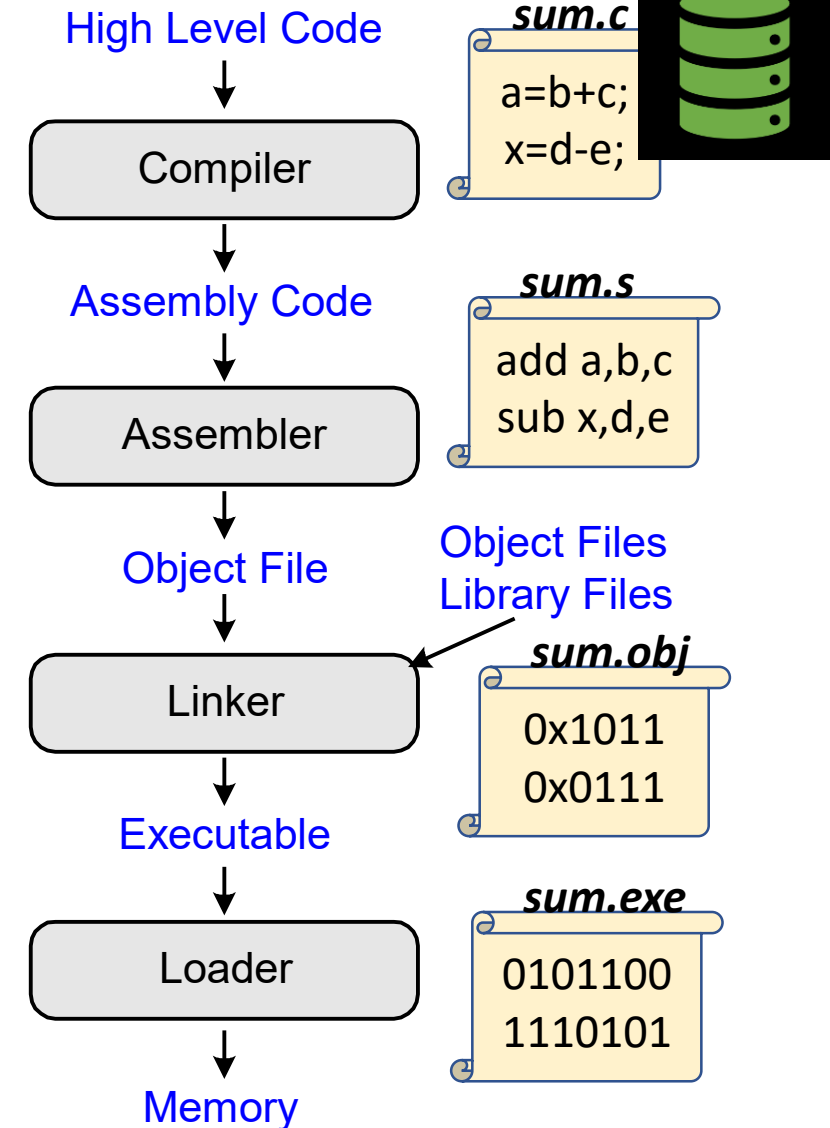 High Level Code
sum.c
a=b+c;
x=d-e;
Compiler
Assembly Code
sum.s
add a,b,c
sub x,d,e
Assembler
Object File
Object Files
Library Files
Linker
sum.obj
0x1011
0x0111
Executable
sum.exe
0101100
1110101
Loader
Memory